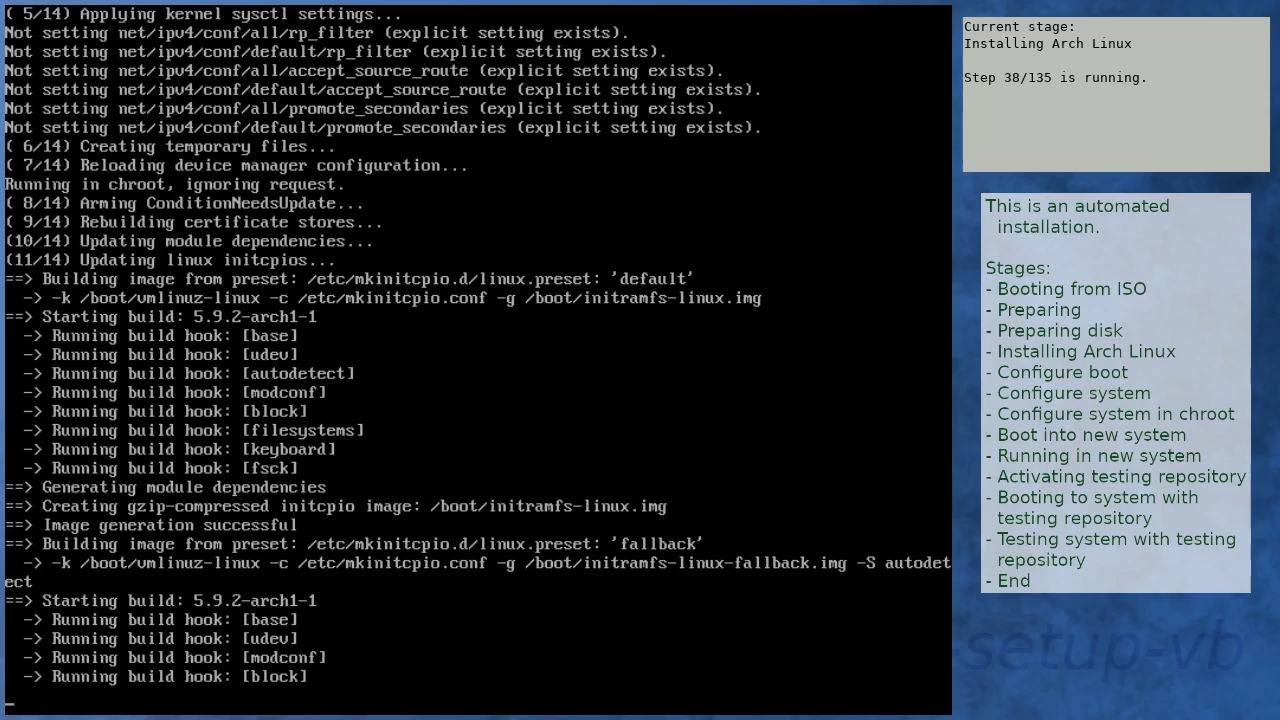 ( 5/14) Applying kernel sysctl settings...
Not setting net/ipv4/conf/all/rp_filter (explicit setting exists).
Not setting net/ipv4/conf/default/rp_filter (explicit setting exists).
Not setting net/ipv4/conf/all/accept_source_route (explicit setting exists).
Not setting net/ipv4/conf/default/accept_source_route (explicit setting exists).
Not setting net/ipv4/conf/all/promote_secondaries (explicit setting exists).
Not setting net/ipv4/conf/default/promote_secondaries (explicit setting exists).
( 6/14) Creating temporary files...
( 7/14) Reloading device manager configuration...
Running in chroot, ignoring request.
( 8/14) Arming ConditionNeedsUpdate...
( 9/14) Rebuilding certificate stores...
(10/14) Updating module dependencies...
(11/14) Updating linux initcpios...
==> Building image from preset: /etc/mkinitcpio.d/linux.preset: 'default'
  -> -k /boot/vmlinuz-linux -c /etc/mkinitcpio.conf -g /boot/initramfs-linux.img
==> Starting build: 5.9.2-arch1-1
  -> Running build hook: [base]
  -> Running build hook: [udev]
  -> Running build hook: [autodetect]
  -> Running build hook: [modconf]
  -> Running build hook: [block]
  -> Running build hook: [filesystems]
  -> Running build hook: [keyboard]
  -> Running build hook: [fsck]
==> Generating module dependencies
==> Creating gzip-compressed initcpio image: /boot/initramfs-linux.img
==> Image generation successful
==> Building image from preset: /etc/mkinitcpio.d/linux.preset: 'fallback'
  -> -k /boot/vmlinuz-linux -c /etc/mkinitcpio.conf -g /boot/initramfs-linux-fallback.img -S autodet
ect
==> Starting build: 5.9.2-arch1-1
  -> Running build hook: [base]
  -> Running build hook: [udev]
  -> Running build hook: [modconf]
  -> Running build hook: [block]
_
Current stage:
Installing Arch Linux
Step 38/135 is running.
This is an automated
installation.
Stages:
- Booting from ISO
- Preparing
- Preparing disk
- Installing Arch Linux
- Configure boot
- Configure system
- Configure system in chroot
- Boot into new system
- Running in new system
- Activating testing repository
- Booting to system with
testing repository
- Testing system with testing
repository
- End
-setup-vb